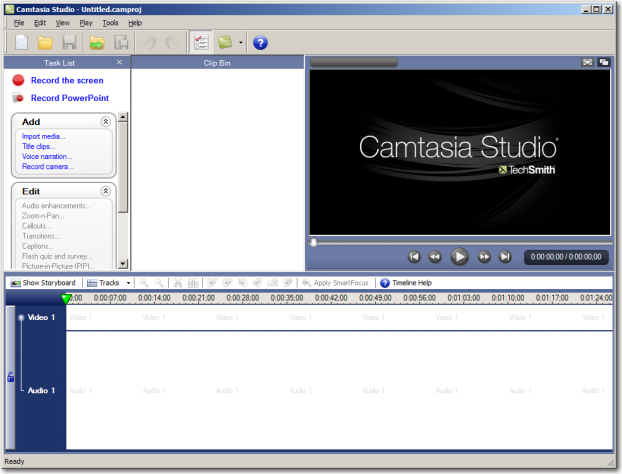 Camtasia Studio - Untitled.camproj
File Edit View Play Tools Help
Task List
Clip Bin
Record the screen
Record PowerPoint
Add
Import media...
Title clips...
Voice narration...
Record camera...
Edit
Audio enhancements...
Zoom-n-Pan...
Callouts...
Transitions...
Captions...
Flash quiz and survey...
Picture-in-Picture (PIP)...
Camtasia Studio®
TechSmith
0:00:00;00 / 0:00:00;00
Show Storyboard Tracks Apply SmartFocus Timeline Help
0:00:07;00 0:00:14;00 0:00:21;00 0:00:28;00 0:00:35;00 0:00:42;00 0:00:49;00 0:00:56;00 0:01:03;00 0:01:10;00 0:01:17;00 0:01:24;00
Video 1 Video 1 Video 1 Video 1 Video 1 Video 1 Video 1 Video 1 Video 1
Audio 1 Audio 1 Audio 1 Audio 1 Audio 1 Audio 1 Audio 1 Audio 1 Audio 1
Ready